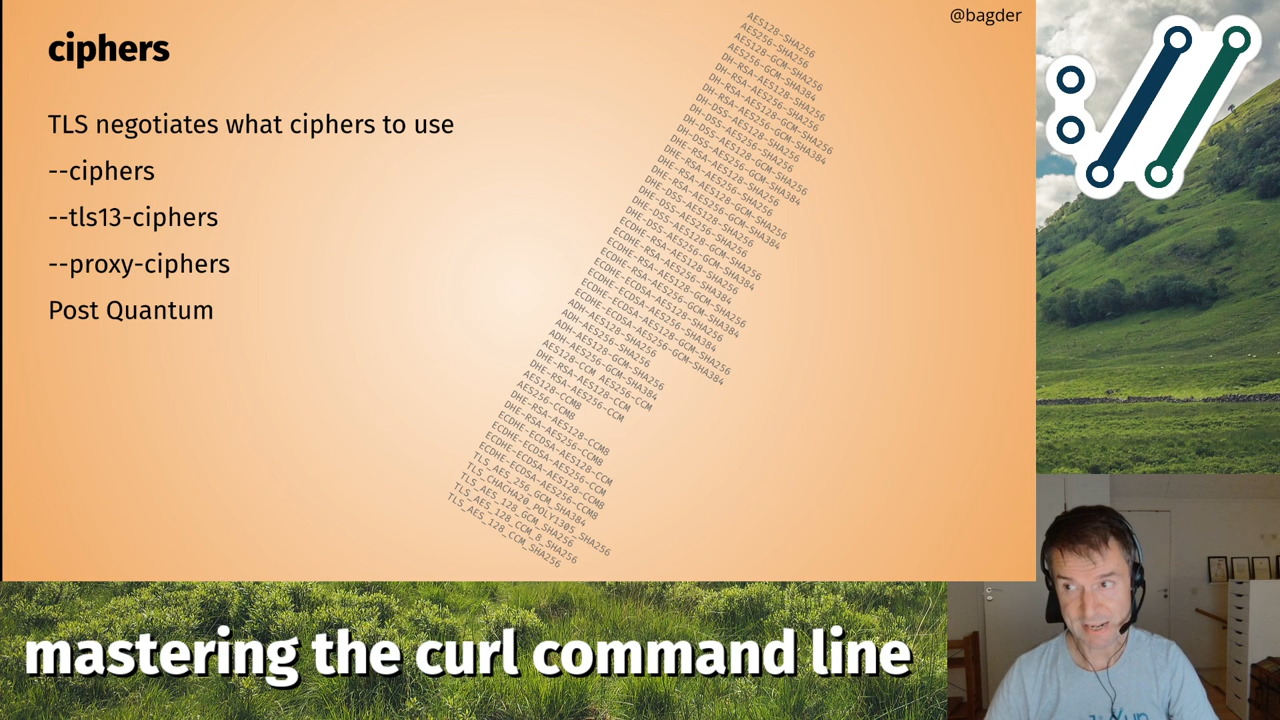 @bagder
ciphers
TLS negotiates what ciphers to use
--ciphers
--tls13-ciphers
--proxy-ciphers
Post Quantum
AES128-SHA256
AES256-SHA256
AES128-GCM-SHA256
AES256-GCM-SHA384
DH-RSA-AES128-SHA256
DH-RSA-AES256-SHA256
DH-RSA-AES128-GCM-SHA256
DH-RSA-AES256-GCM-SHA384
DH-DSS-AES128-SHA256
DH-DSS-AES256-SHA256
DH-DSS-AES128-GCM-SHA256
DH-DSS-AES256-GCM-SHA384
DHE-RSA-AES128-SHA256
DHE-RSA-AES256-SHA256
DHE-RSA-AES128-GCM-SHA256
DHE-RSA-AES256-GCM-SHA384
DHE-DSS-AES128-SHA256
DHE-DSS-AES256-SHA256
DHE-DSS-AES128-GCM-SHA256
DHE-DSS-AES256-GCM-SHA384
ECDHE-RSA-AES128-SHA256
ECDHE-RSA-AES256-SHA384
ECDHE-RSA-AES128-GCM-SHA256
ECDHE-RSA-AES256-GCM-SHA384
ECDHE-ECDSA-AES128-SHA256
ECDHE-ECDSA-AES256-SHA384
ECDHE-ECDSA-AES128-GCM-SHA256
ECDHE-ECDSA-AES256-GCM-SHA384
ADH-AES128-SHA256
ADH-AES256-SHA256
ADH-AES128-GCM-SHA256
ADH-AES256-GCM-SHA384
AES128-CCM AES256-CCM
DHE-RSA-AES128-CCM
DHE-RSA-AES256-CCM
AES128-CCM8
AES256-CCM8
DHE-RSA-AES128-CCM8
DHE-RSA-AES256-CCM8
ECDHE-ECDSA-AES128-CCM
ECDHE-ECDSA-AES256-CCM
ECDHE-ECDSA-AES128-CCM8
ECDHE-ECDSA-AES256-CCM8
TLS_AES_256_GCM_SHA384
TLS_CHACHA20_POLY1305_SHA256
TLS_AES_128_GCM_SHA256
TLS_AES_128_CCM_8_SHA256
TLS_AES_128_CCM_SHA256
mastering the curl command line